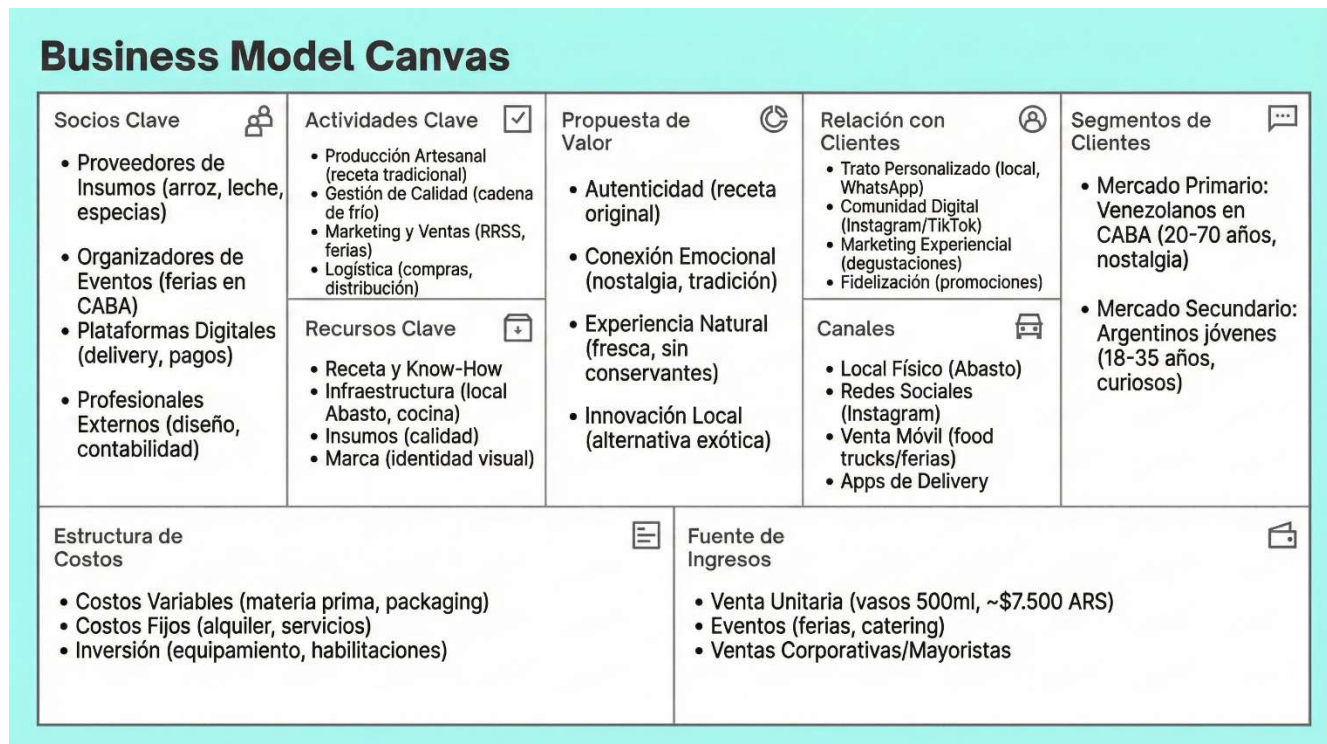 Business Model Canvas
Socios Clave
• Proveedores de
Insumos (arroz, leche,
especias)
• Organizadores de
Eventos (ferias en
CABA)
• Plataformas Digitales
(delivery, pagos)
• Profesionales
Externos (diseño,
contabilidad)
Actividades Clave
• Producción Artesanal
(receta tradicional)
• Gestión de Calidad (cadena
de frío)
• Marketing y Ventas (RRSS,
ferias)
• Logística (compras,
distribución)
Recursos Clave
• Receta y Know-How
• Infraestructura (local
Abasto, cocina)
• Insumos (calidad)
• Marca (identidad visual)
Propuesta de
Valor
• Autenticidad (receta
original)
• Conexión Emocional
(nostalgia, tradición)
• Experiencia Natural
(fresca, sin
conservantes)
• Innovación Local
(alternativa exótica)
Relación con
Clientes
• Trato Personalizado (local,
WhatsApp)
• Comunidad Digital
(Instagram/TikTok)
• Marketing Experiencial
(degustaciones)
• Fidelización (promociones)
Canales
• Local Físico (Abasto)
• Redes Sociales
(Instagram)
• Venta Móvil (food
trucks/ferias)
• Apps de Delivery
Segmentos de
Clientes
• Mercado Primario:
Venezolanos en
CABA (20-70 años,
nostalgia)
• Mercado Secundario:
Argentinos jóvenes
(18-35 años,
curiosos)
Estructura de
Costos
• Costos Variables (materia prima, packaging)
• Costos Fijos (alquiler, servicios)
• Inversión (equipamiento, habilitaciones)
Fuente de
Ingresos
• Venta Unitaria (vasos 500ml, ~$7.500 ARS)
• Eventos (ferias, catering)
• Ventas Corporativas/Mayoristas